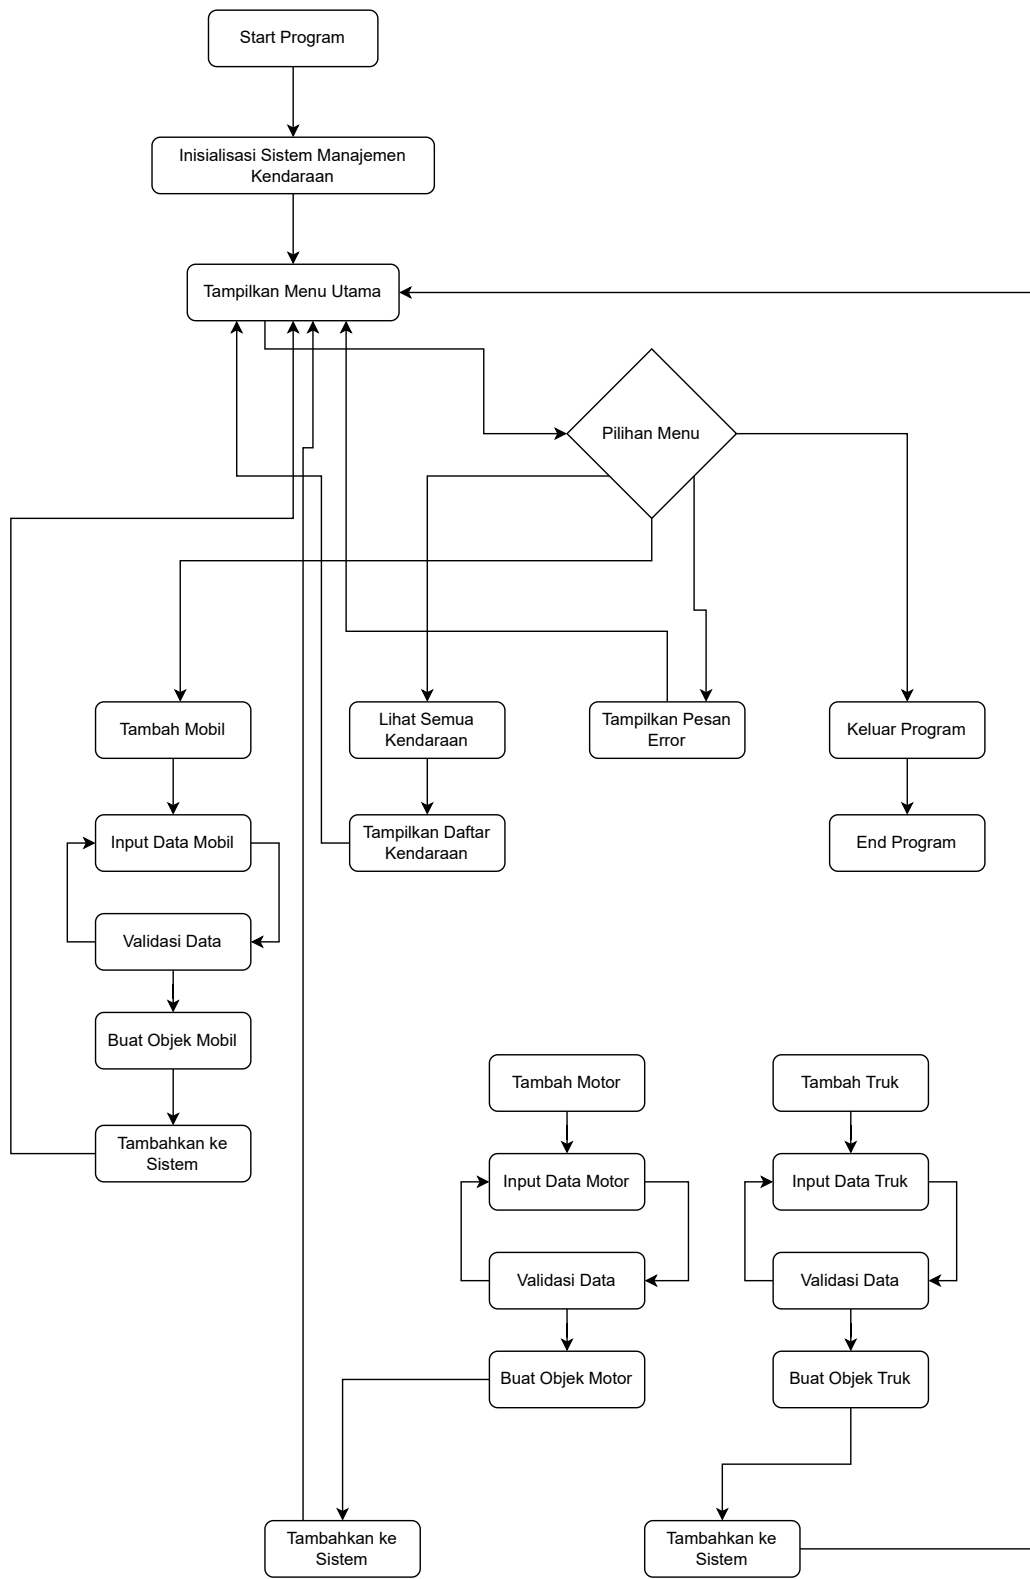 Start Program
Inisialisasi Sistem Manajemen
Kendaraan
Tampilkan Menu Utama
Pilihan Menu
Tambah Mobil
Lihat Semua
Kendaraan
Tampilkan Pesan
Error
Keluar Program
Input Data Mobil
Tampilkan Daftar
Kendaraan
End Program
Validasi Data
Buat Objek Mobil
Tambahkan ke
Sistem
Tambah Motor
Tambah Truk
Input Data Motor
Input Data Truk
Validasi Data
Validasi Data
Buat Objek Motor
Buat Objek Truk
Tambahkan ke
Sistem
Tambahkan ke
Sistem